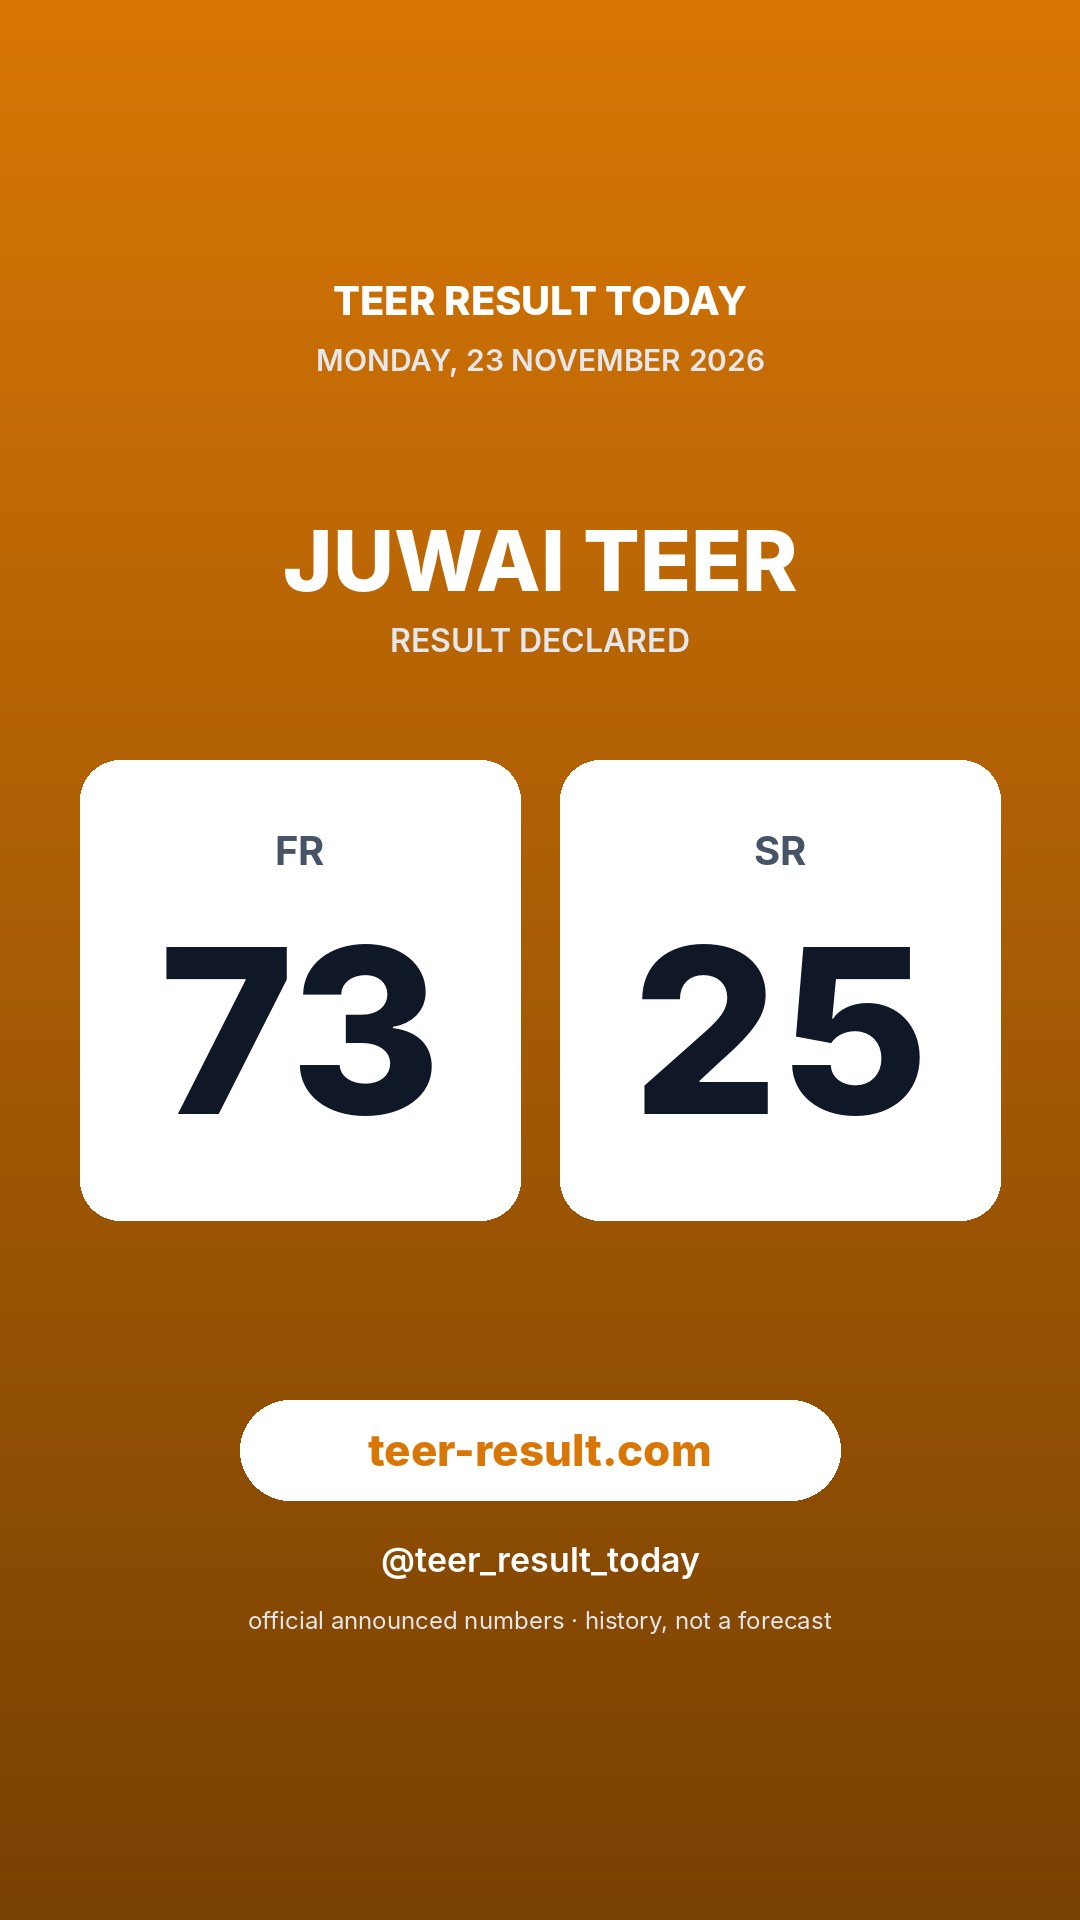 TEER RESULT TODAY
MONDAY, 23 NOVEMBER 2026
JUWAI TEER
RESULT DECLARED
FR
73
SR
25
teer-result.com
@teer_result_today
official announced numbers · history, not a forecast